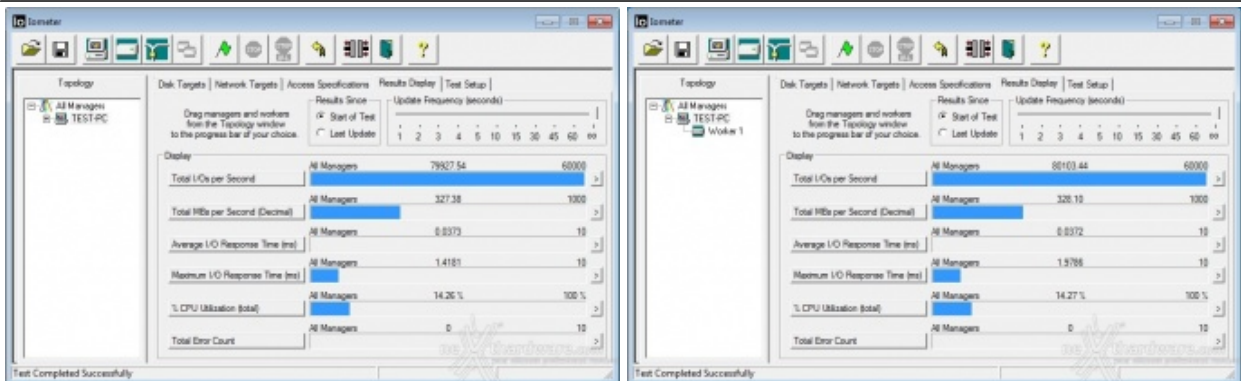 Iometer
Topology
All Managers
TEST-PC
Disk Targets
Network Targets
Access Specifications
Results Display
Test Setup
Drag managers and workers
from the Topology window
to the progress bar of your choice.
Results Since
Start of Test
Last Update
Update Frequency (seconds)
1 2 3 4 5 10 15 30 45 60 oo
Display
All Managers 79927.54 60000
Total I/Os per Second
All Managers 327.38 1000
Total MBs per Second (Decimal)
All Managers 0.0373 10
Average I/O Response Time (ms)
All Managers 1.4181 10
Maximum I/O Response Time (ms)
All Managers 14.26 % 100 %
% CPU Utilization (total)
All Managers 0 10
Total Error Count
Test Completed Successfully
Iometer
Topology
All Managers
TEST-PC
Worker 1
Disk Targets
Network Targets
Access Specifications
Results Display
Test Setup
Drag managers and workers
from the Topology window
to the progress bar of your choice.
Results Since
Start of Test
Last Update
Update Frequency (seconds)
1 2 3 4 5 10 15 30 45 60 oo
Display
All Managers 80103.44 60000
Total I/Os per Second
All Managers 328.10 1000
Total MBs per Second (Decimal)
All Managers 0.0372 10
Average I/O Response Time (ms)
All Managers 1.9786 10
Maximum I/O Response Time (ms)
All Managers 14.27 % 100 %
% CPU Utilization (total)
All Managers 0 10
Total Error Count
Test Completed Successfully